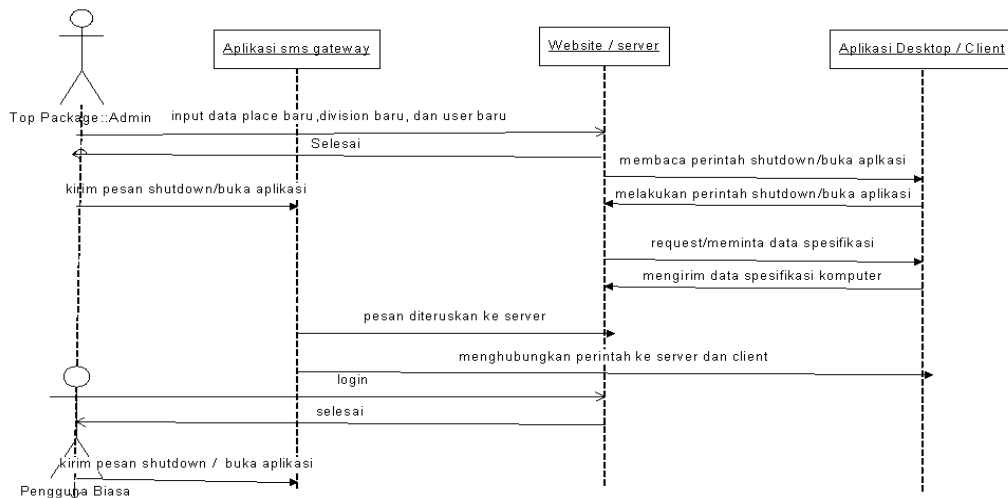 Aplikasi sms gateway
Website / server
Aplikasi Desktop / Client
Top Package::Admin
input data place baru,division baru, dan user baru
Selesai
membaca perintah shutdown/buka aplkasi
kirim pesan shutdown/buka aplikasi
melakukan perintah shutdown/buka aplikasi
request/meminta data spesifikasi
mengirim data spesifikasi komputer
pesan diteruskan ke server
menghubungkan perintah ke server dan client
login
selesai
kirim pesan shutdown / buka aplikasi
Pengguna Biasa